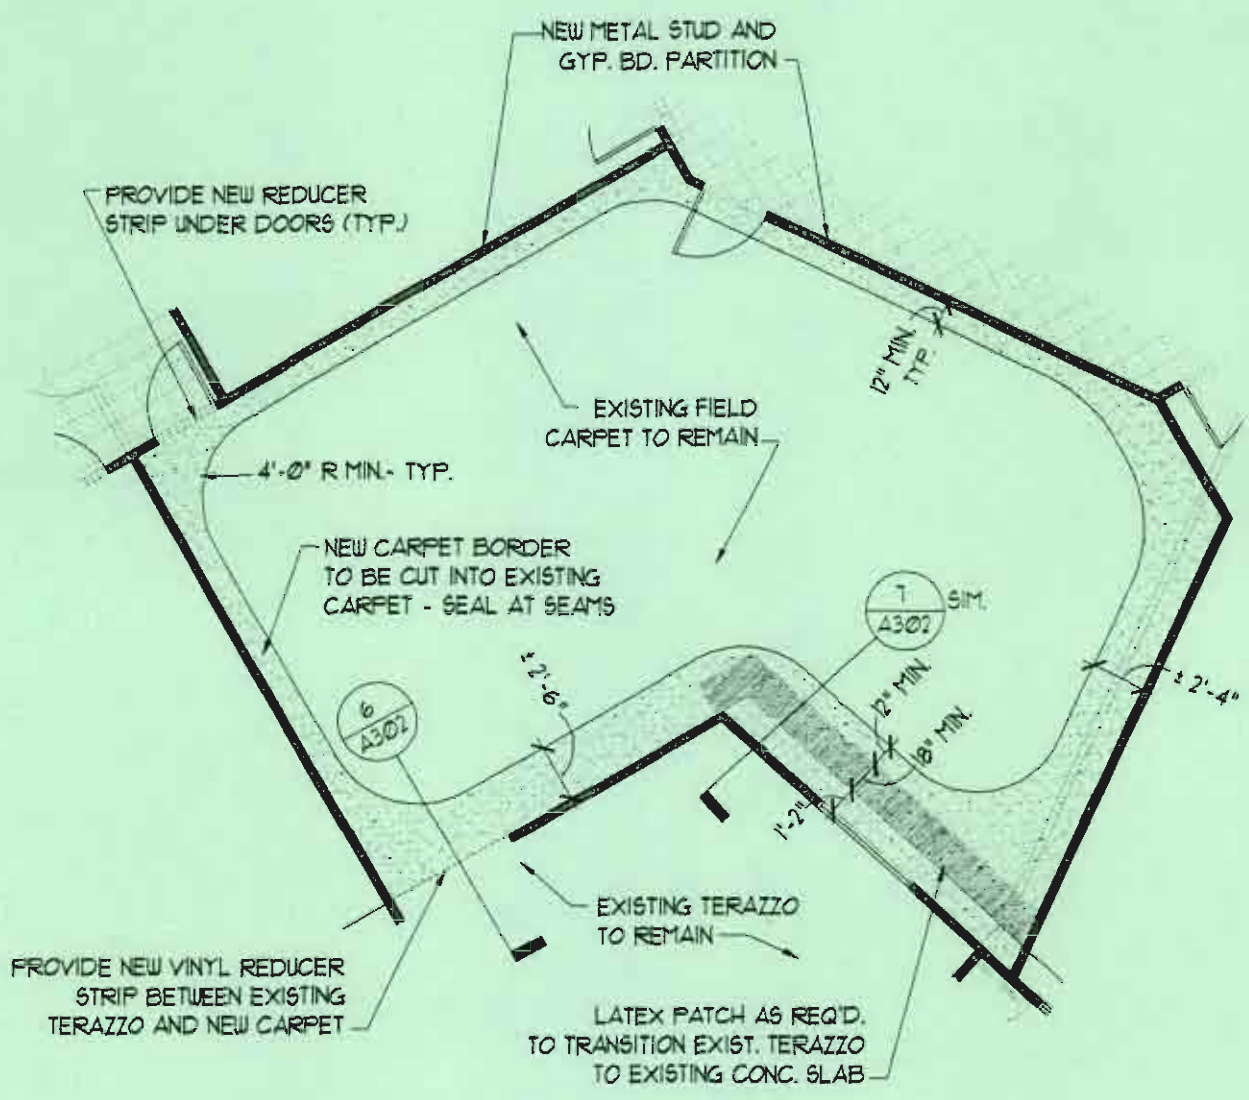 NEW METAL STUD AND
GYP. BD. PARTITION
PROVIDE NEW REDUCER
STRIP UNDER DOORS (TYP.)
12" MIN.
TYP.
EXISTING FIELD
CARPET TO REMAIN
4'-0" R MIN.- TYP.
NEW CARPET BORDER
TO BE CUT INTO EXISTING
CARPET - SEAL AT SEAMS
7
A302
SIM.
± 2'-6"
12" MIN.
± 2'-4"
6
A302
8" MIN.
1'-2"
EXISTING TERAZZO
TO REMAIN
PROVIDE NEW VINYL REDUCER
STRIP BETWEEN EXISTING
TERAZZO AND NEW CARPET
LATEX PATCH AS REQ'D.
TO TRANSITION EXIST. TERAZZO
TO EXISTING CONC. SLAB